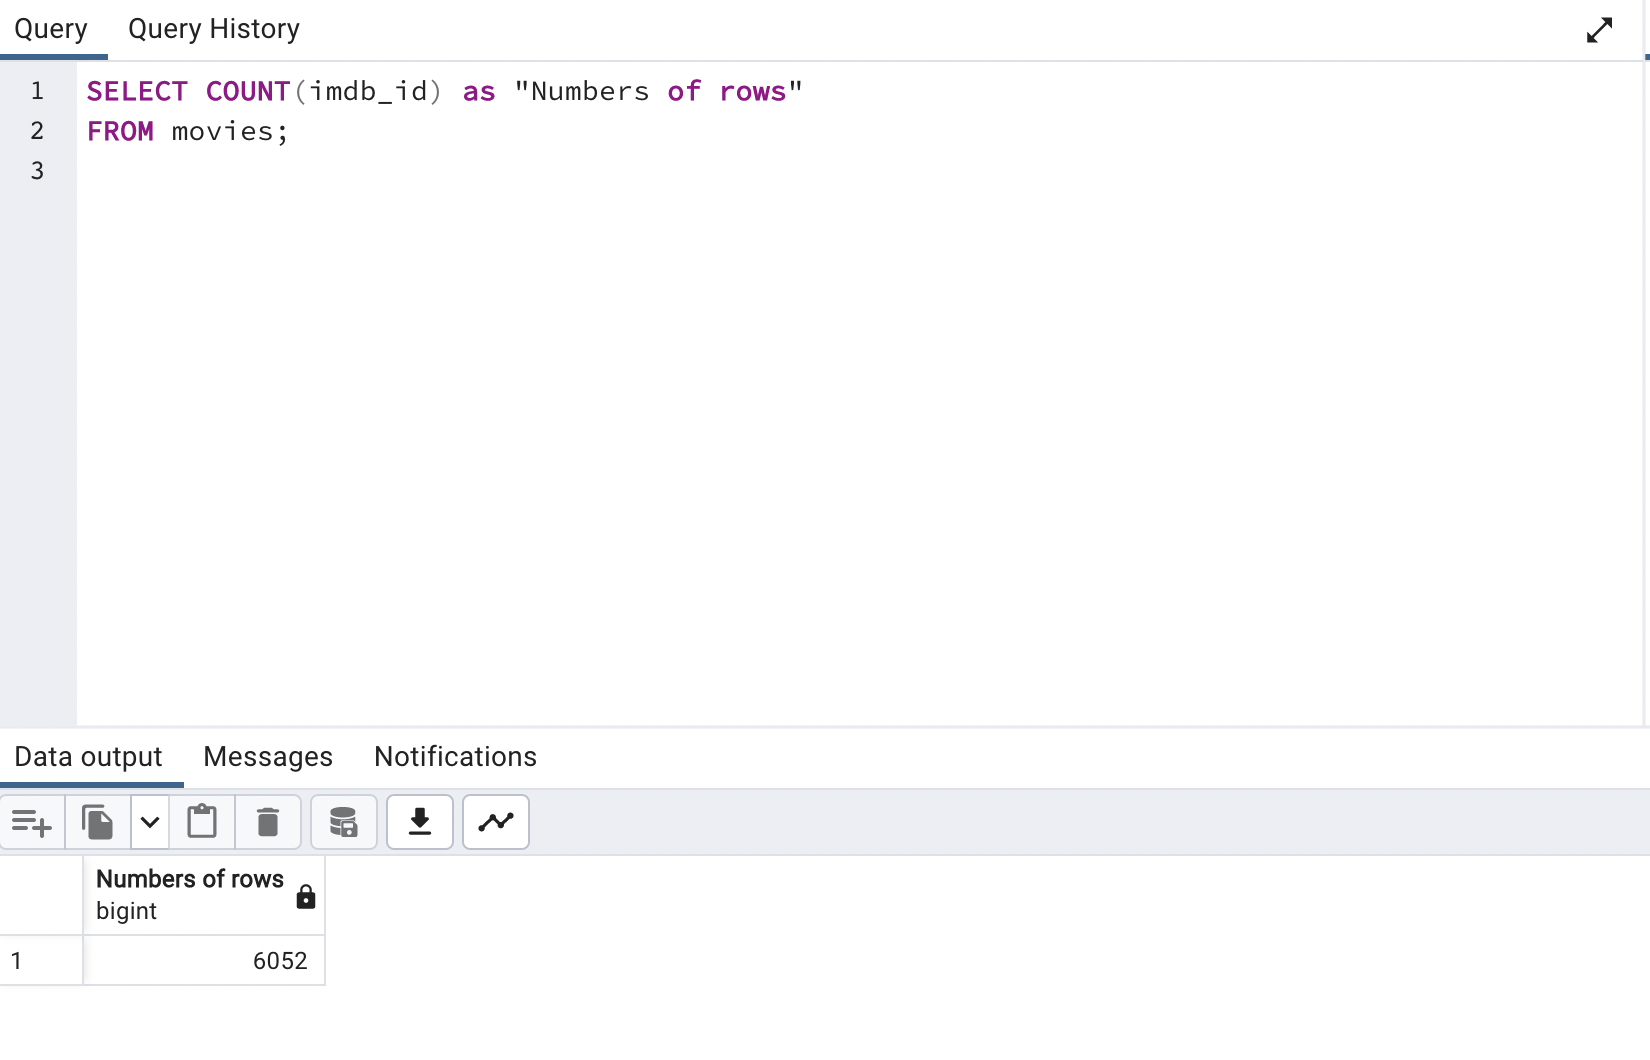 Query Query History
1 SELECT COUNT(imdb_id) as "Numbers of rows"
2 FROM movies;
3
Data output Messages Notifications
Numbers of rows
bigint
1 6052